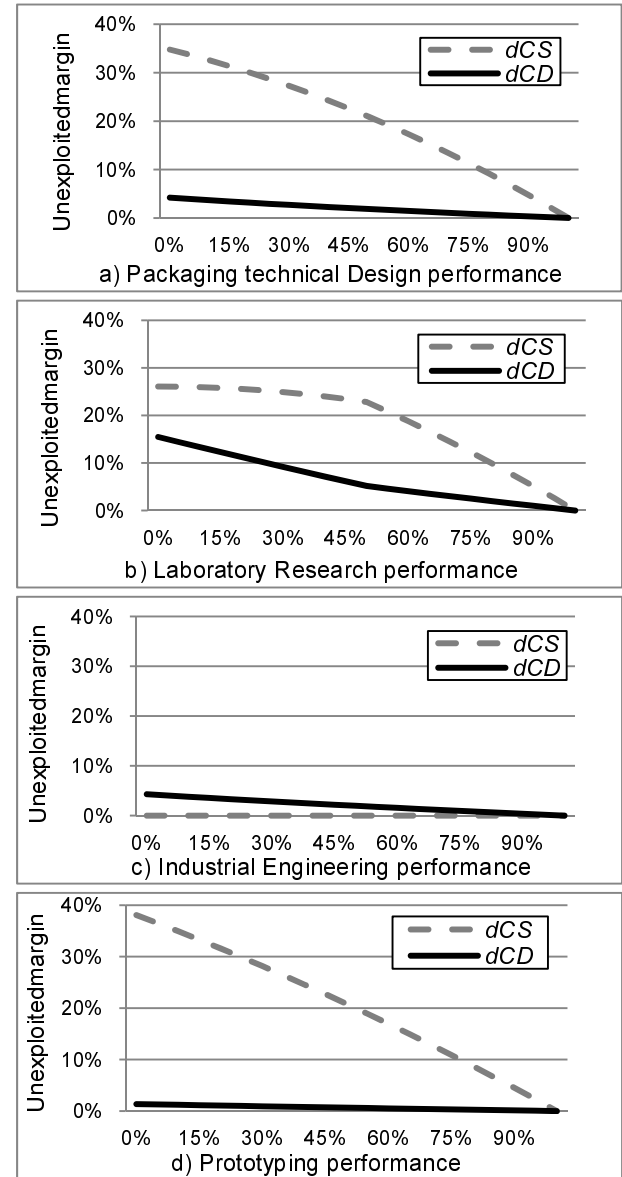 40%
30%
20%
10%
0%
Unexploitedmargin
dCS
dCD
0% 15% 30% 45% 60% 75% 90%
a) Packaging technical Design performance
40%
30%
20%
10%
0%
Unexploitedmargin
dCS
dCD
0% 15% 30% 45% 60% 75% 90%
b) Laboratory Research performance
40%
30%
20%
10%
0%
Unexploitedmargin
dCS
dCD
0% 15% 30% 45% 60% 75% 90%
c) Industrial Engineering performance
40%
30%
20%
10%
0%
Unexploitedmargin
dCS
dCD
0% 15% 30% 45% 60% 75% 90%
d) Prototyping performance